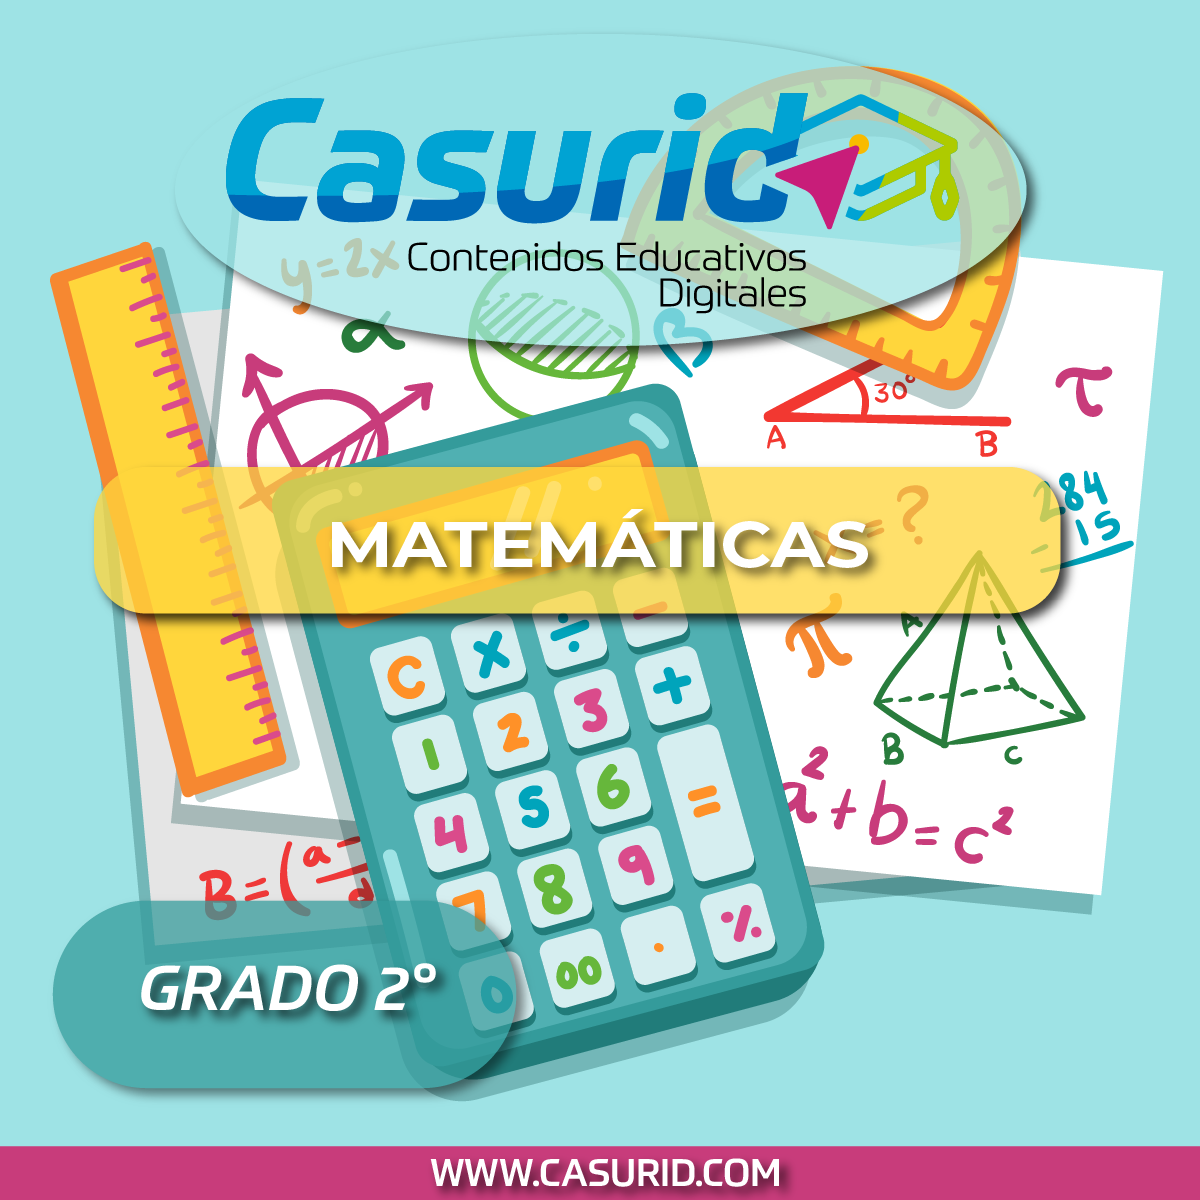 Casurid
Contenidos Educativos
Digitales
y=2x
α
β
30°
A
B
τ
284
15
MATEMÁTICAS
= ?
π
A
B
C
a²+b=c²
C × ÷ −
1 2 3 +
4 5 6 =
7 8 9
0 00 . %
B=(a
d
GRADO 2°
WWW.CASURID.COM